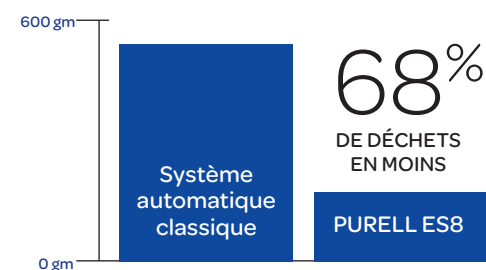 600 gm
68%
DE DÉCHETS
EN MOINS
Système
automatique
classique
PURELL ES8
0 gm